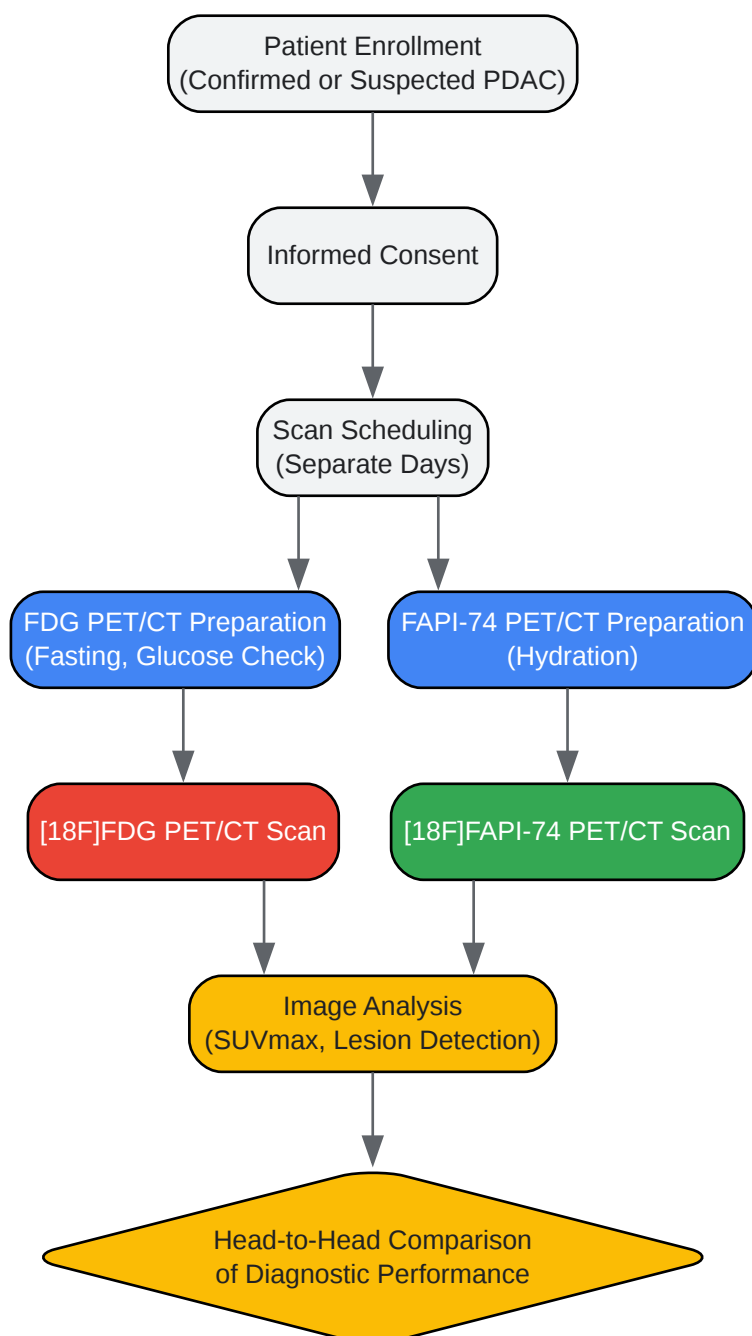 Patient Enrollment
(Confirmed or Suspected PDAC)
Informed Consent
Scan Scheduling
(Separate Days)
FDG PET/CT Preparation
(Fasting, Glucose Check)
FAPI-74 PET/CT Preparation
(Hydration)
[18F]FDG PET/CT Scan
[18F]FAPI-74 PET/CT Scan
Image Analysis
(SUVmax, Lesion Detection)
Head-to-Head Comparison
of Diagnostic Performance